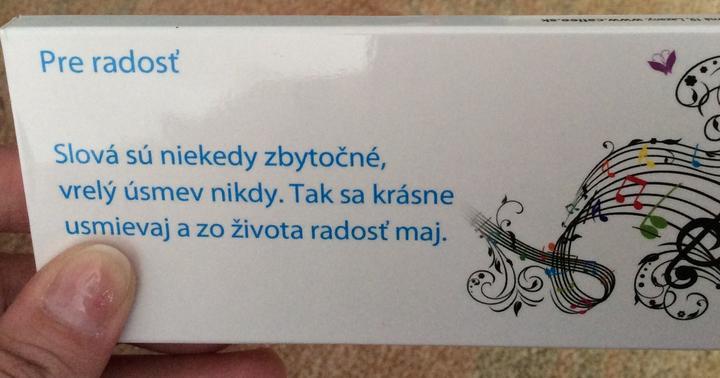 Pre radosť
Slová sú niekedy zbytočné,
vrelý úsmev nikdy. Tak sa krásne
usmievaj a zo života radosť maj.